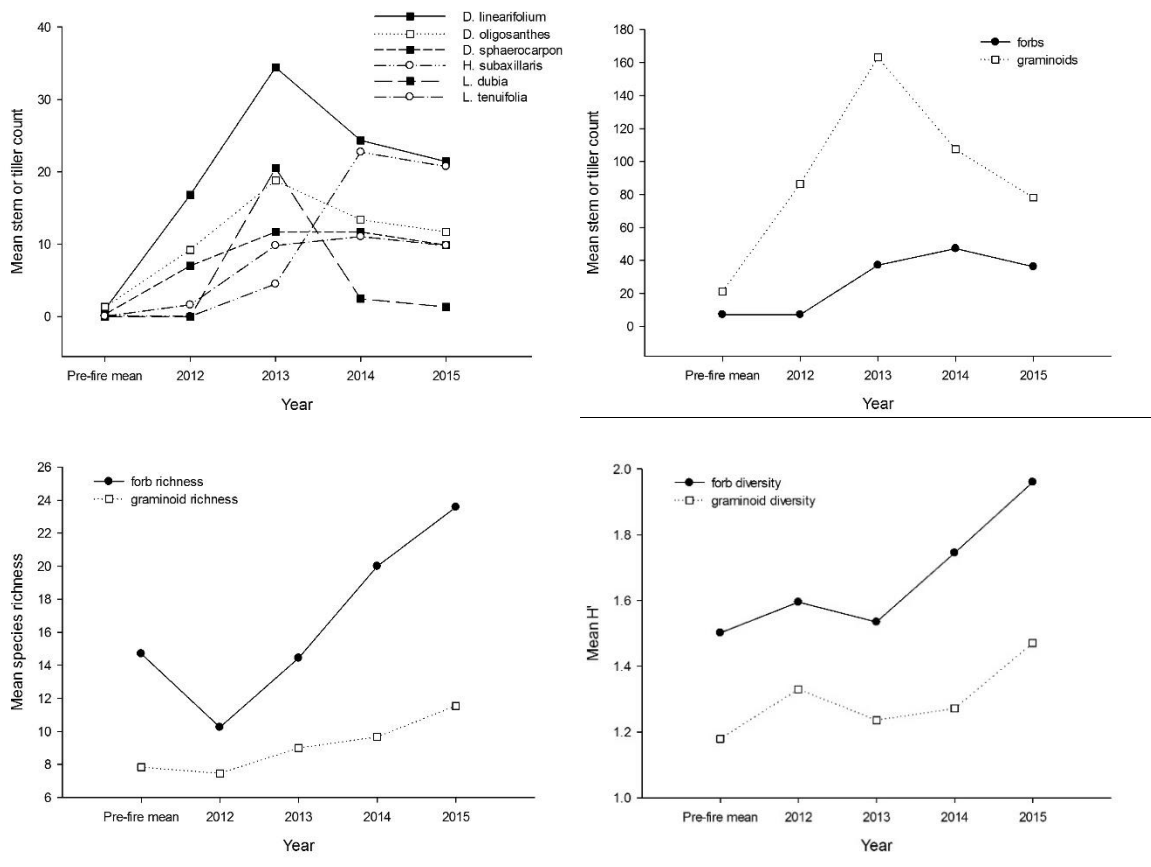 D. linearifolium
D. oligosanthes
D. sphaerocarpon
H. subaxillaris
L. dubia
L. tenuifolia
40
30
20
10
0
Mean stem or tiller count
Pre-fire mean 2012 2013 2014 2015
Year
forbs
graminoids
180
160
140
120
100
80
60
40
20
0
Mean stem or tiller count
Pre-fire mean 2012 2013 2014 2015
Year
forb richness
graminoid richness
26
24
22
20
18
16
14
12
10
8
6
Mean species richness
Pre-fire mean 2012 2013 2014 2015
Year
forb diversity
graminoid diversity
2.0
1.8
1.6
1.4
1.2
1.0
Mean H'
Pre-fire mean 2012 2013 2014 2015
Year